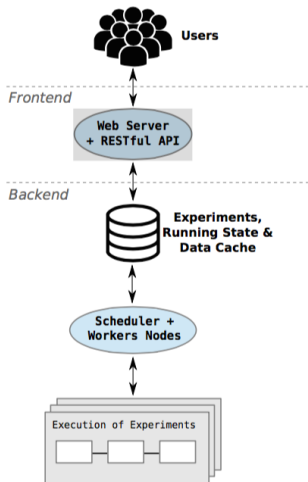 Users
Frontend
Web Server
+ RESTful API
Backend
Experiments,
Running State &
Data Cache
Scheduler +
Workers Nodes
Execution of Experiments